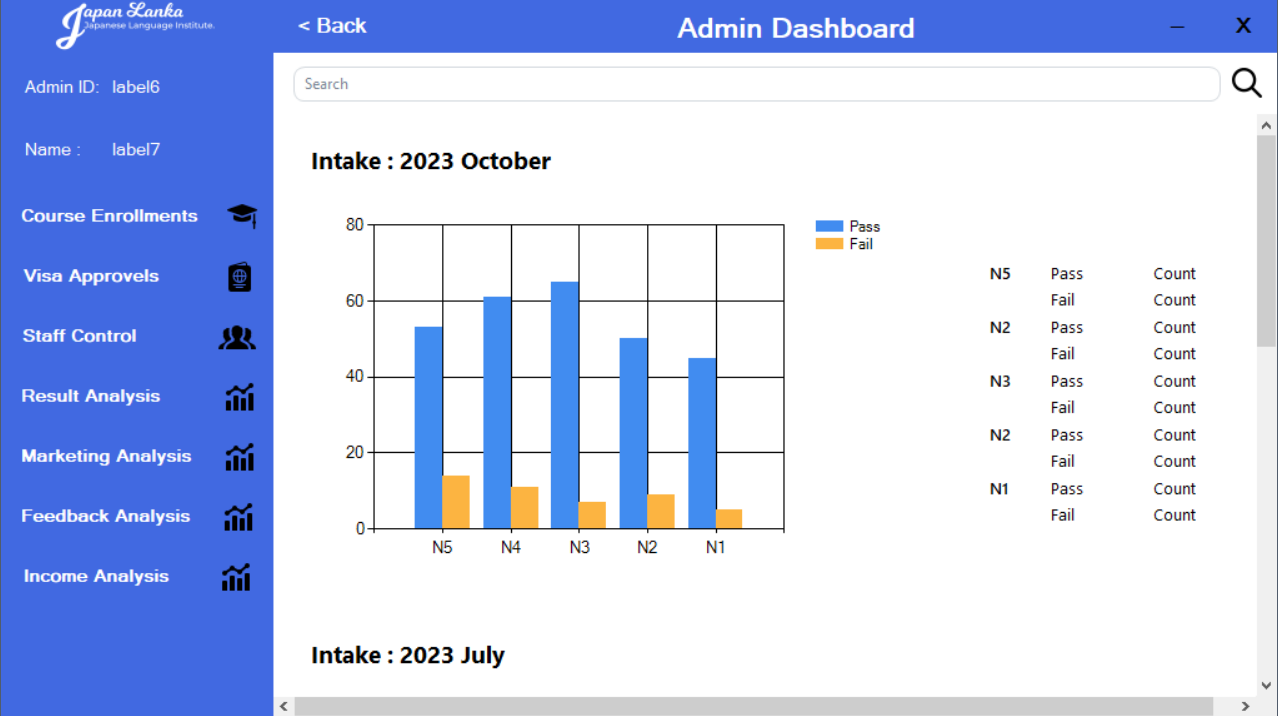 Japan Lanka
Japanese Language Institute.
< Back
Admin Dashboard
X
Admin ID: label6
Name : label7
Course Enrollments
Visa Approvels
Staff Control
Result Analysis
Marketing Analysis
Feedback Analysis
Income Analysis
Search
Intake : 2023 October
80
60
40
20
0
N5 N4 N3 N2 N1
Pass
Fail
N5 Pass Count
Fail Count
N2 Pass Count
Fail Count
N3 Pass Count
Fail Count
N2 Pass Count
Fail Count
N1 Pass Count
Fail Count
Intake : 2023 July